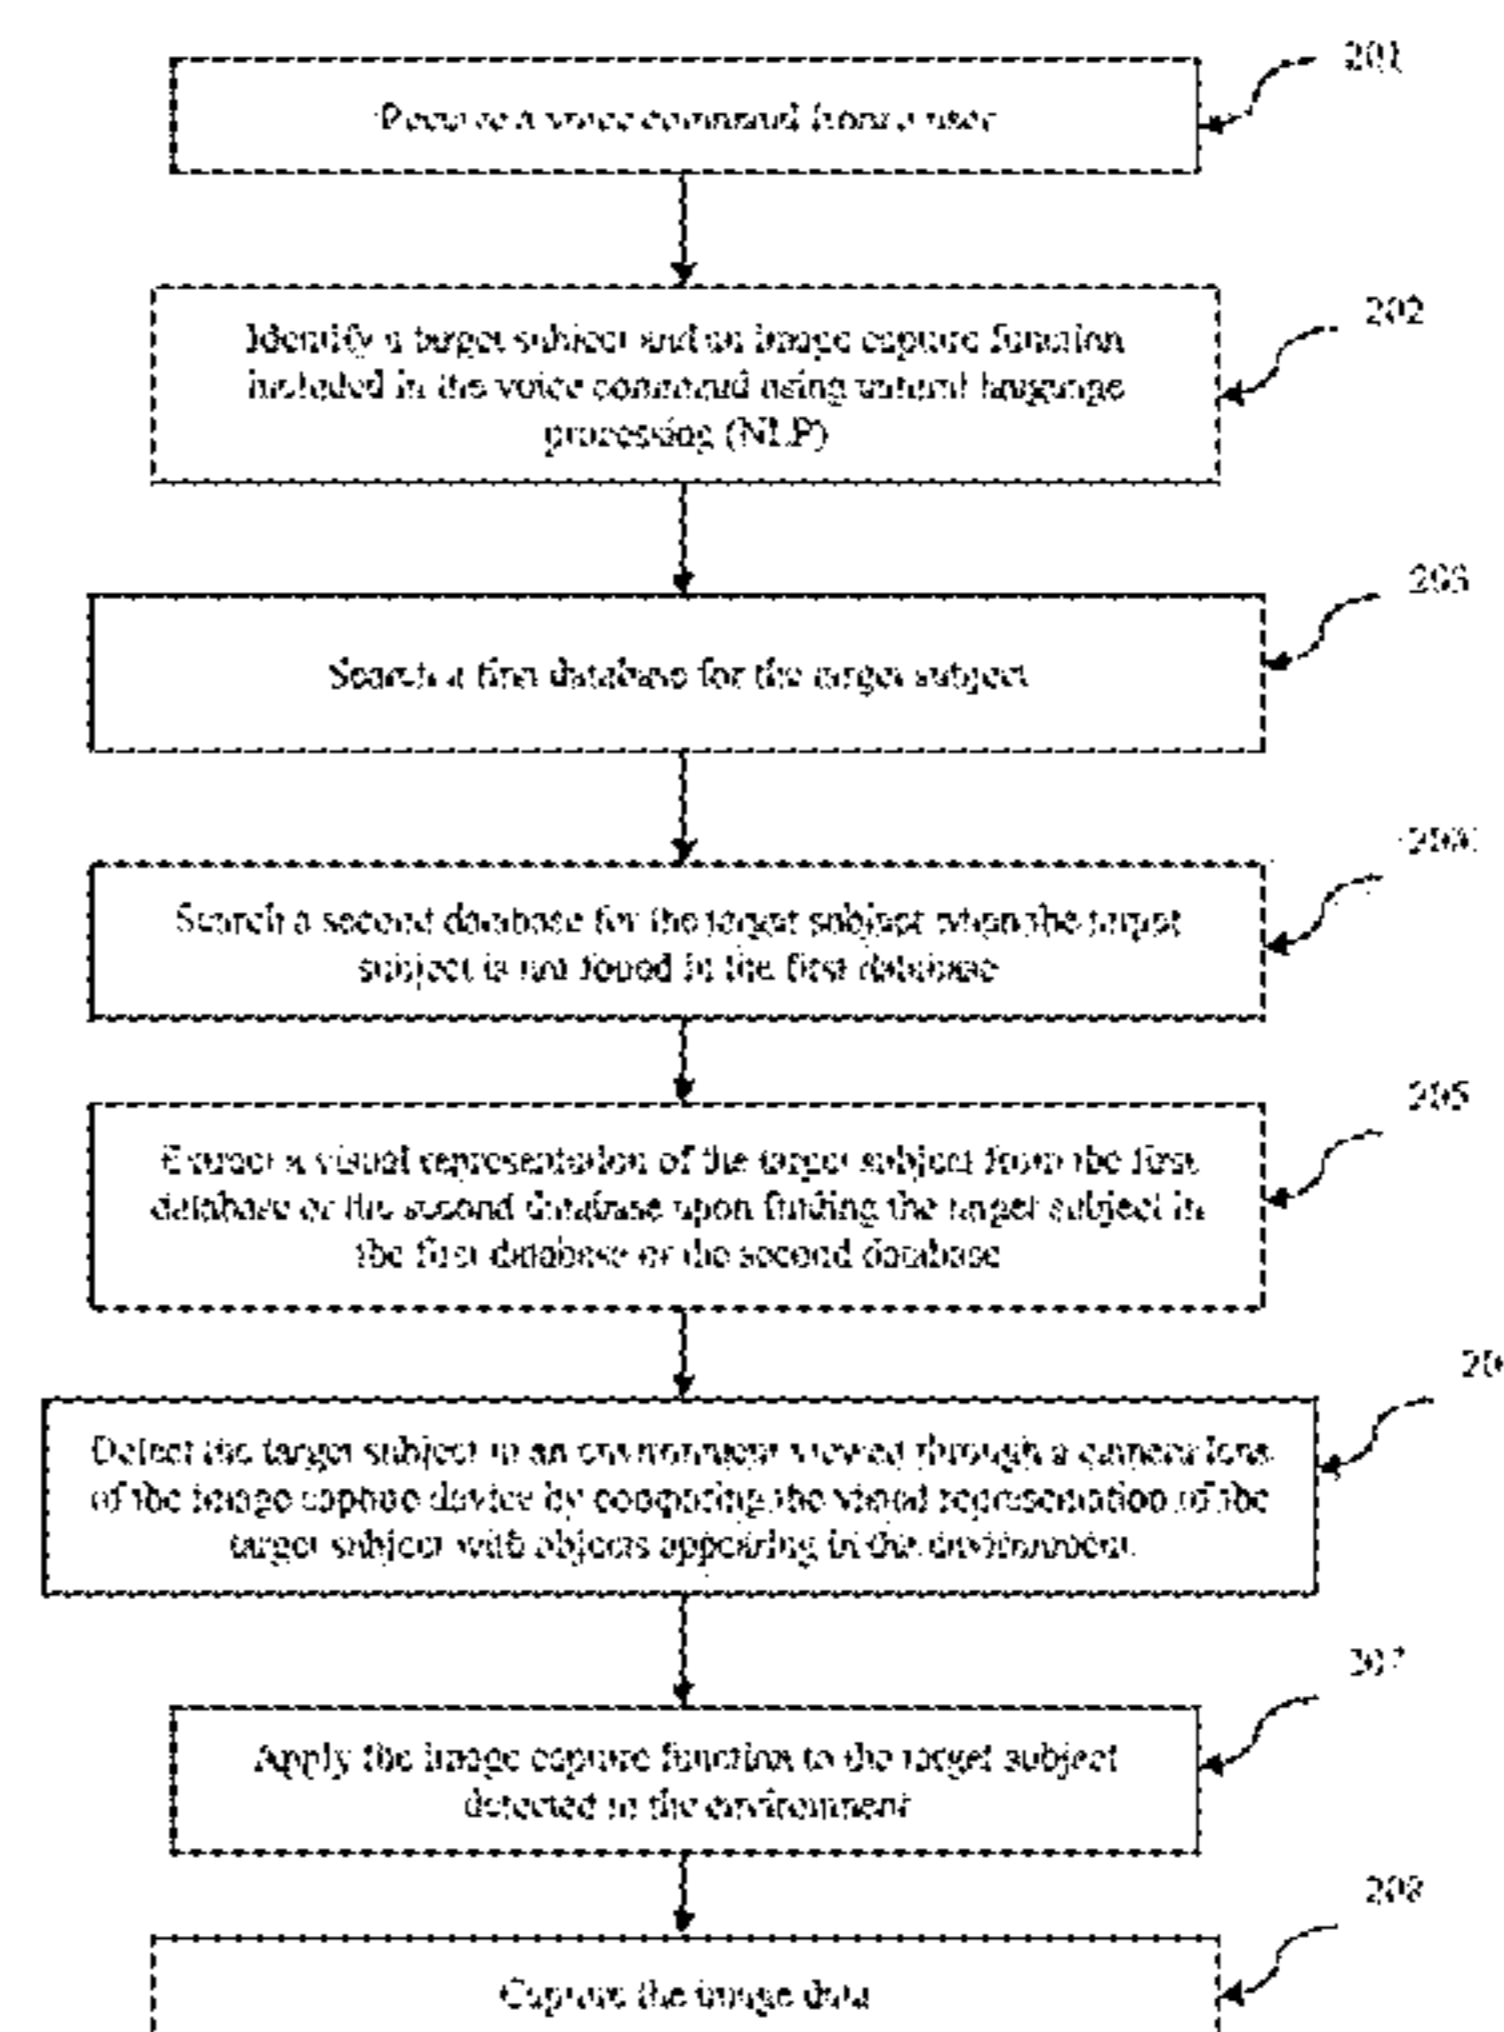 201
Receive a voice command from a user
202
Identify a target subject and an image capture function
included in the voice command using natural language
processing (NLP)
203
Search a first database for the target subject
Search a second database for the target subject when the target
subject is not found in the first database
205
Extract a visual representation of the target subject from the first
database or the second database upon finding the target subject in
the first database or the second database
20
Detect the target subject in an environment viewed through a camera lens
of the image capture device by comparing the visual representation of the
target subject with objects appearing in the environment
207
Apply the image capture function to the target subject
detected in the environment
208
Capture the image data